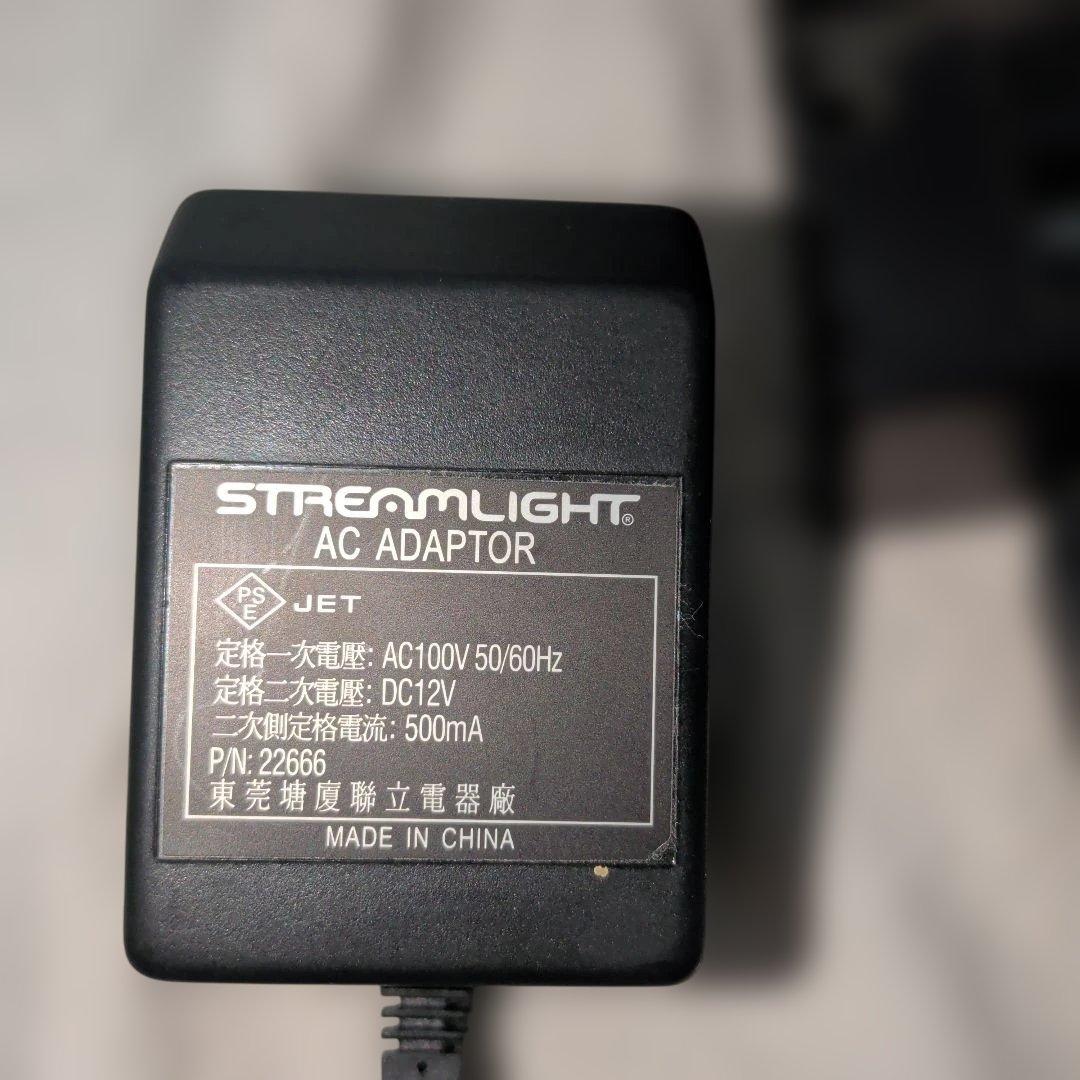 STREAMLIGHT®
AC ADAPTOR
PS
E
JET
定格一次電壓: AC100V 50/60Hz
定格二次電壓: DC12V
二次側定格電流: 500mA
P/N: 22666
東莞塘廈聯立電器廠
MADE IN CHINA